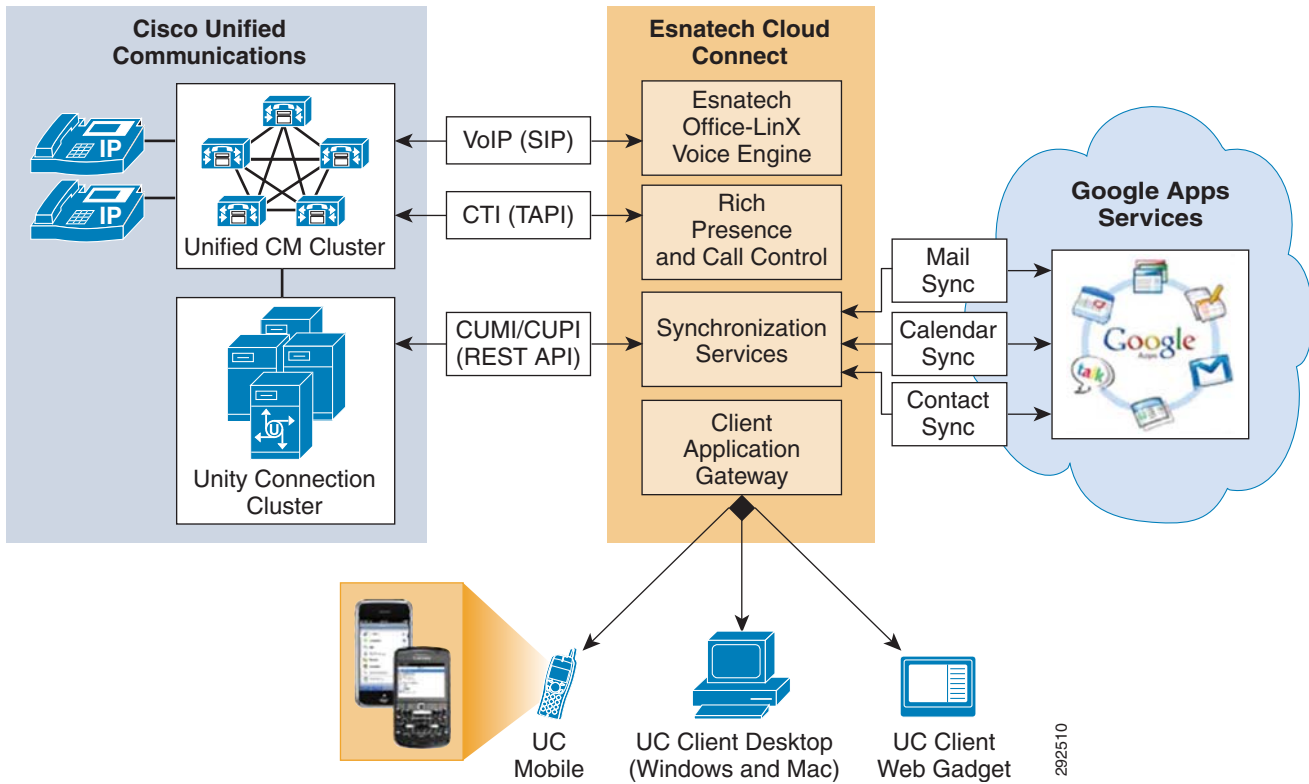 Cisco Unified
Communications
IP
IP
Unified CM Cluster
U
Unity Connection
Cluster
VoIP (SIP)
CTI (TAPI)
CUMI/CUPI
(REST API)
Esnatech Cloud
Connect
Esnatech
Office-LinX
Voice Engine
Rich
Presence
and Call Control
Synchronization
Services
Client
Application
Gateway
Mail
Sync
Calendar
Sync
Contact
Sync
Google Apps
Services
Google
Apps
talk
UC
Mobile
UC Client Desktop
(Windows and Mac)
UC Client
Web Gadget
292510